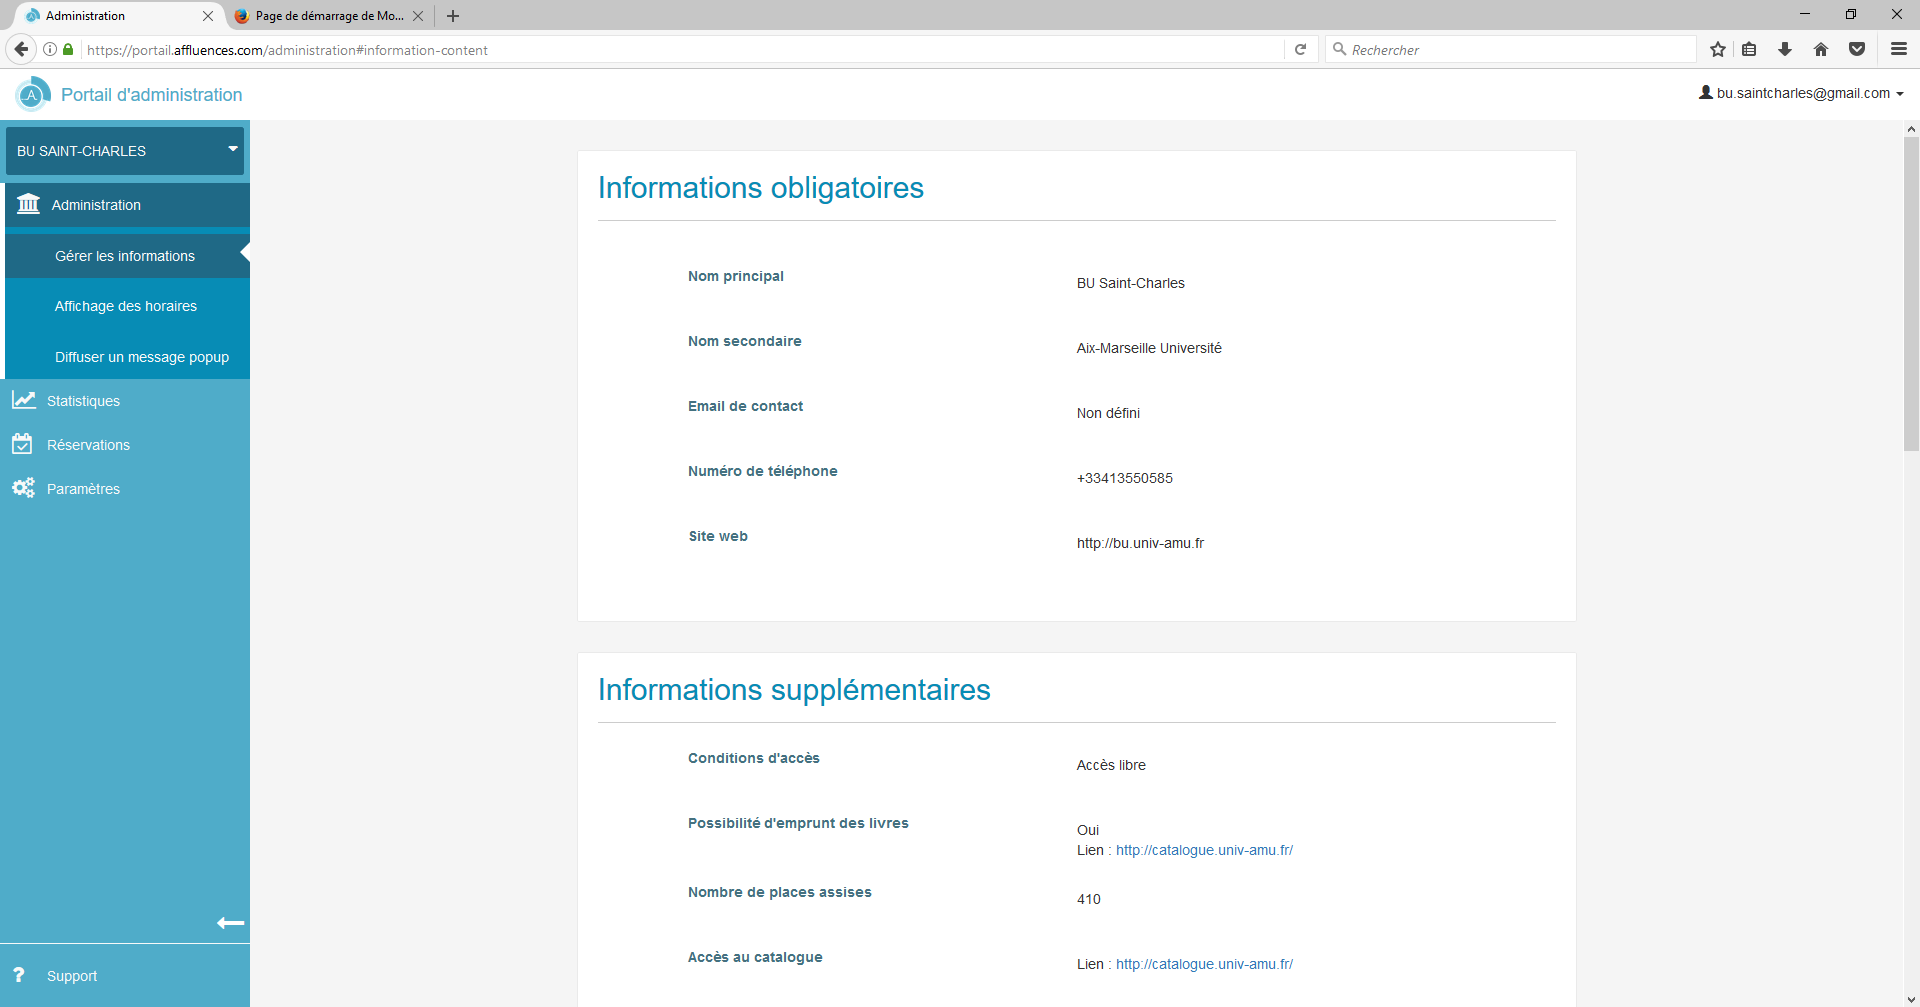 Administration
Page de démarrage de Mo...
https://portail.affluences.com/administration#information-content
Rechercher
Portail d'administration
bu.saintcharles@gmail.com
BU SAINT-CHARLES
Administration
Gérer les informations
Affichage des horaires
Diffuser un message popup
Statistiques
Réservations
Paramètres
? Support
Informations obligatoires
Nom principal
BU Saint-Charles
Nom secondaire
Aix-Marseille Université
Email de contact
Non défini
Numéro de téléphone
+33413550585
Site web
http://bu.univ-amu.fr
Informations supplémentaires
Conditions d'accès
Accès libre
Possibilité d'emprunt des livres
Oui
Lien : http://catalogue.univ-amu.fr/
Nombre de places assises
410
Accès au catalogue
Lien : http://catalogue.univ-amu.fr/